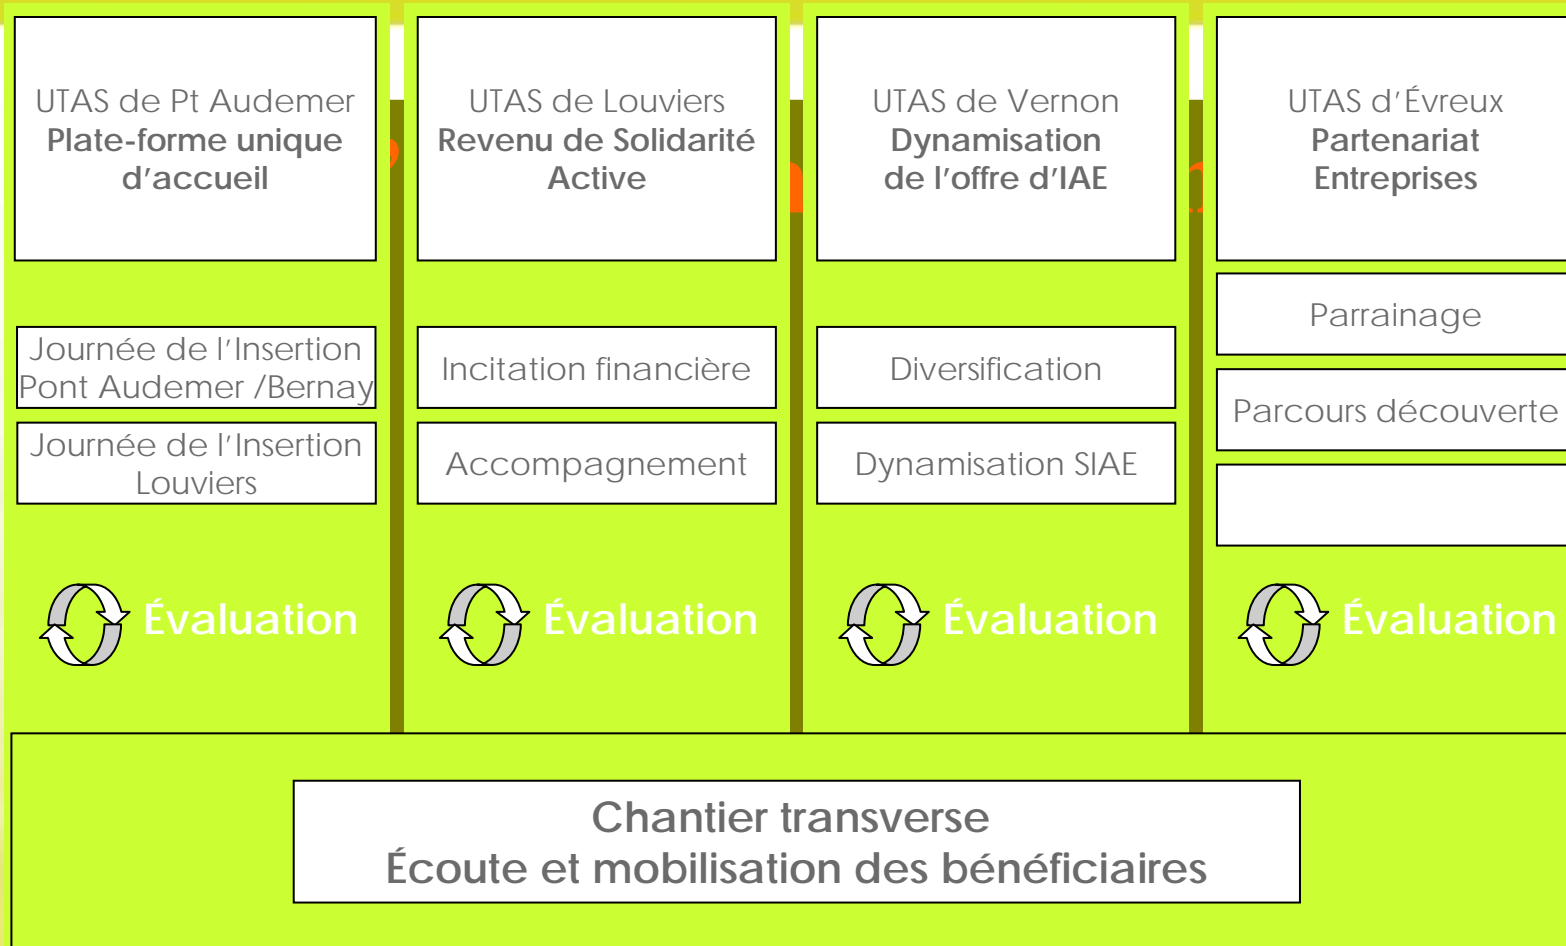 UTAS de Pt Audemer
Plate-forme unique
d'accueil
Journée de l'Insertion
Pont Audemer /Bernay
Journée de l'Insertion
Louviers
Évaluation
UTAS de Louviers
Revenu de Solidarité
Active
Incitation financière
Accompagnement
Évaluation
UTAS de Vernon
Dynamisation
de l'offre d'IAE
Diversification
Dynamisation SIAE
Évaluation
UTAS d'Évreux
Partenariat
Entreprises
Parrainage
Parcours découverte
Évaluation
Chantier transverse
Écoute et mobilisation des bénéficiaires